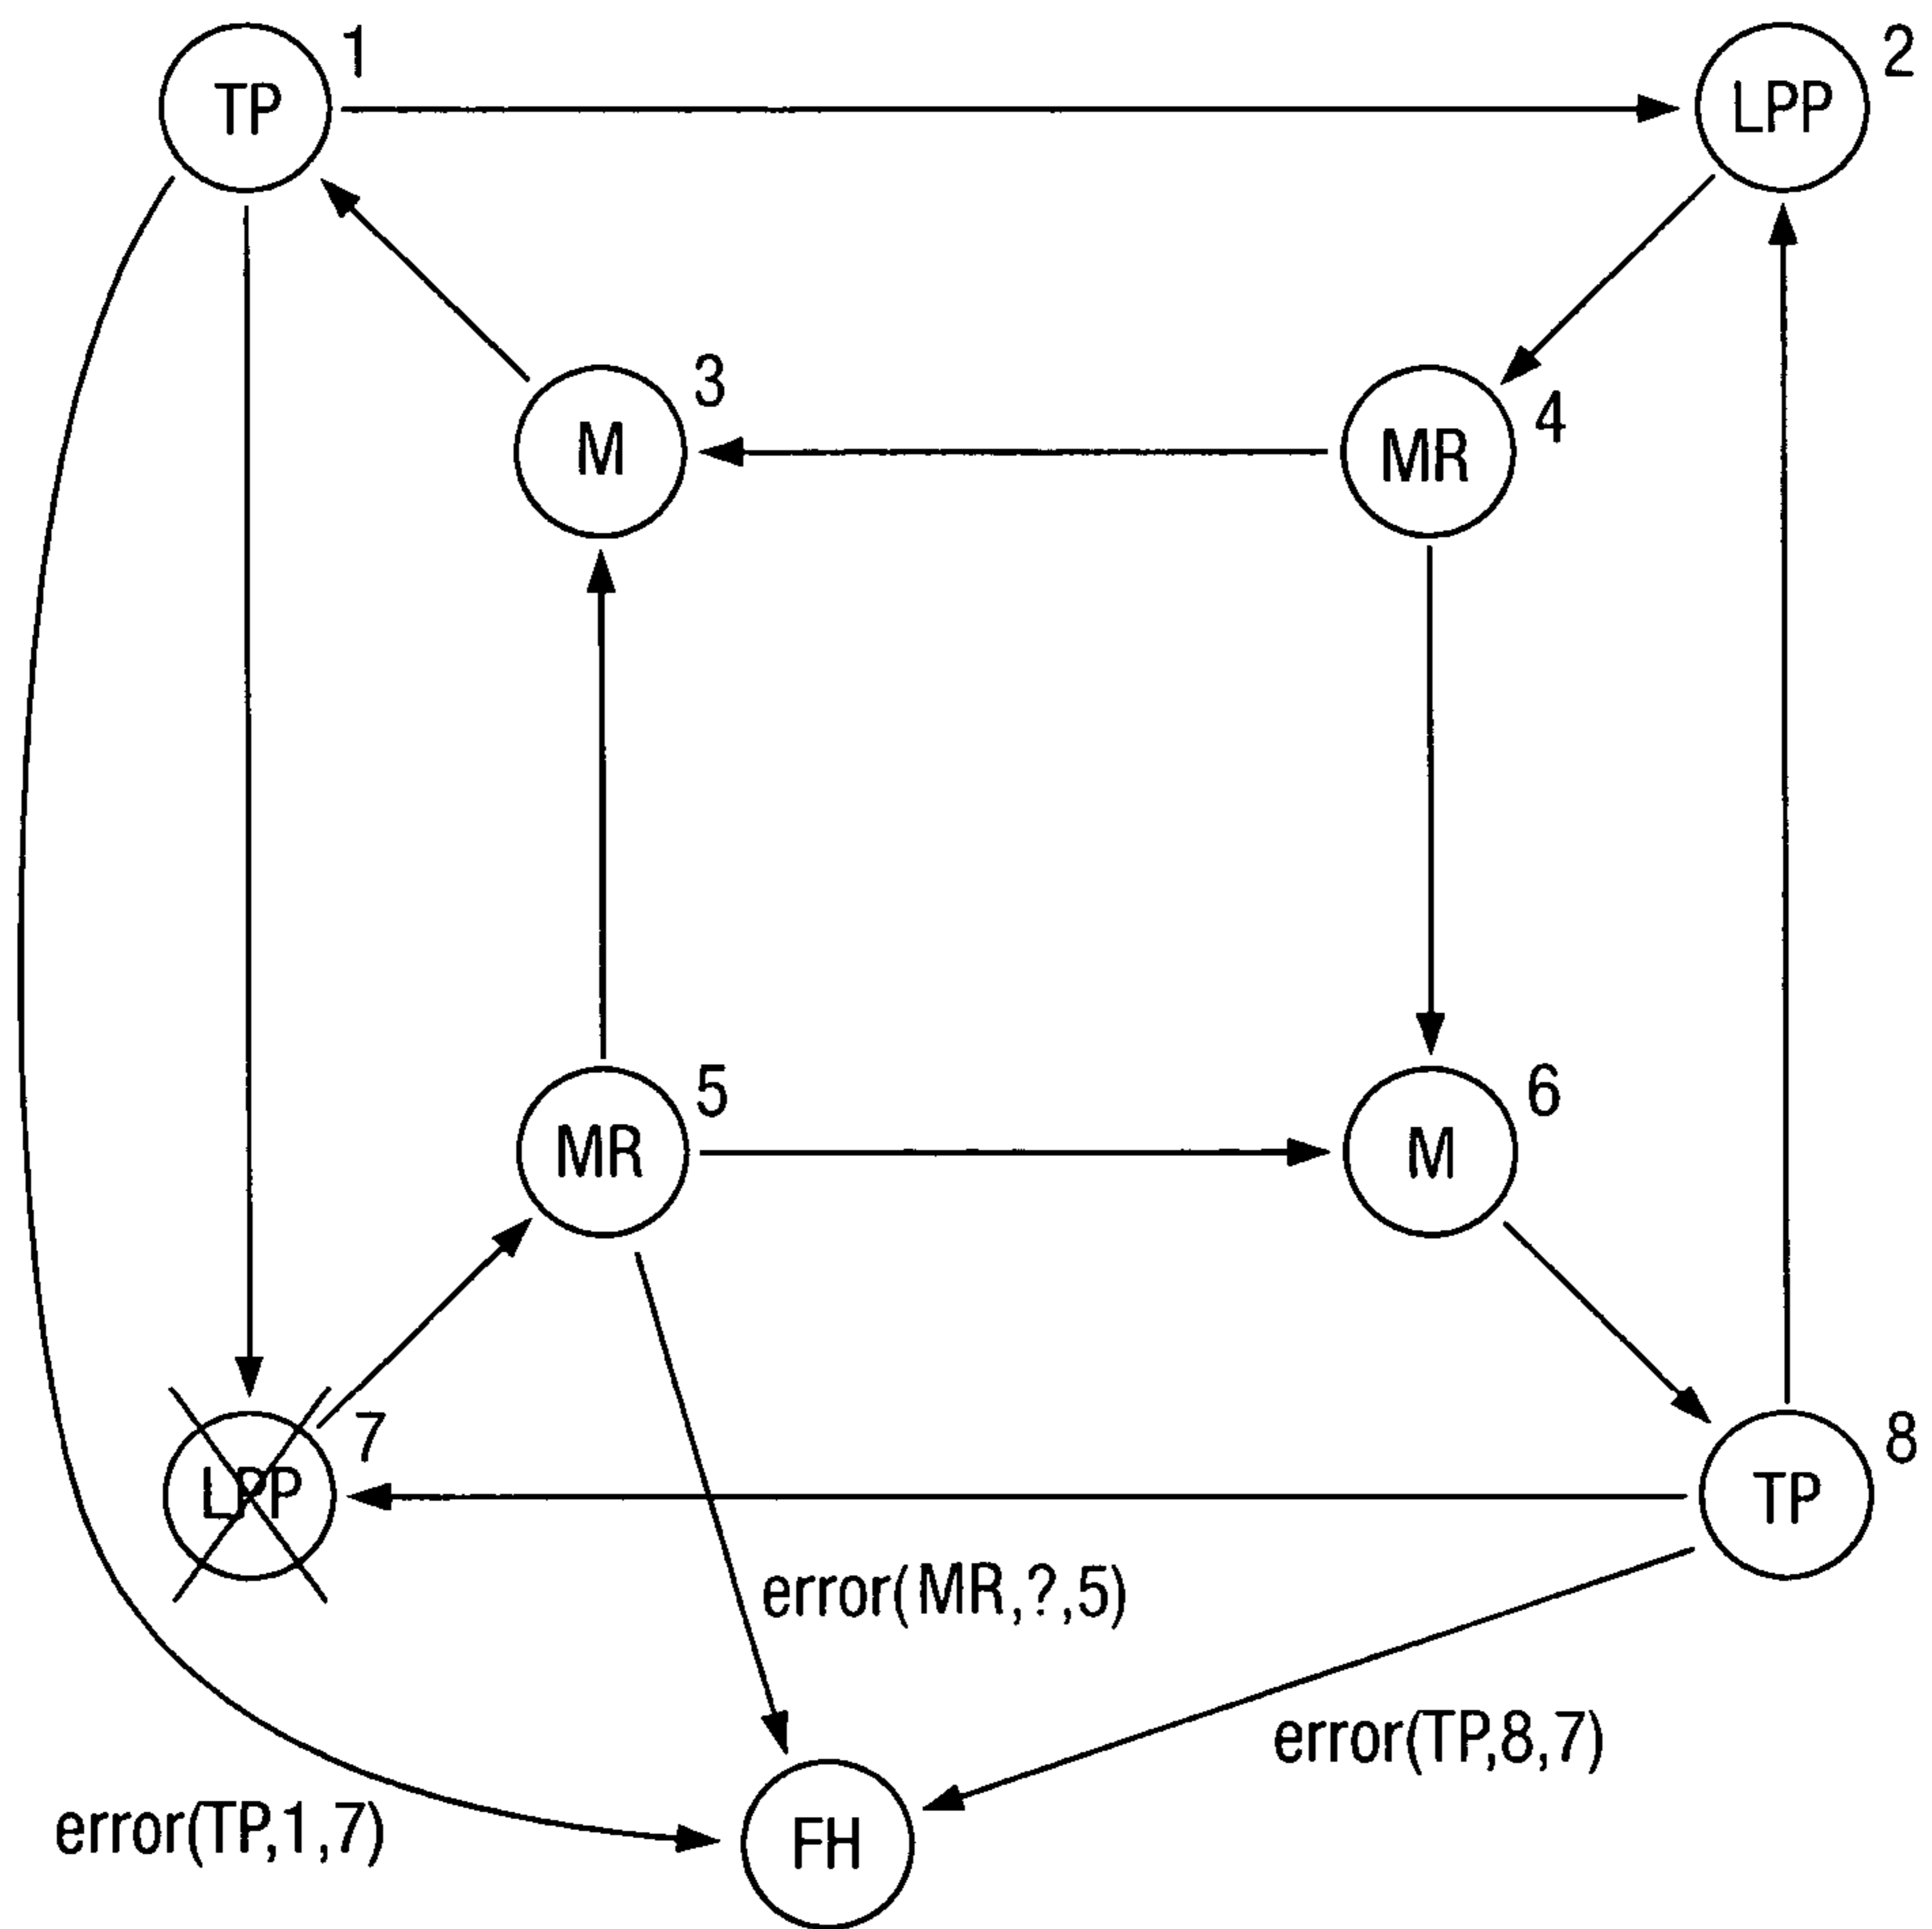 TP
1
LPP
2
M
3
MR
4
MR
5
M
6
LPP
7
TP
8
error(MR,?,5)
error(TP,8,7)
error(TP,1,7)
FH